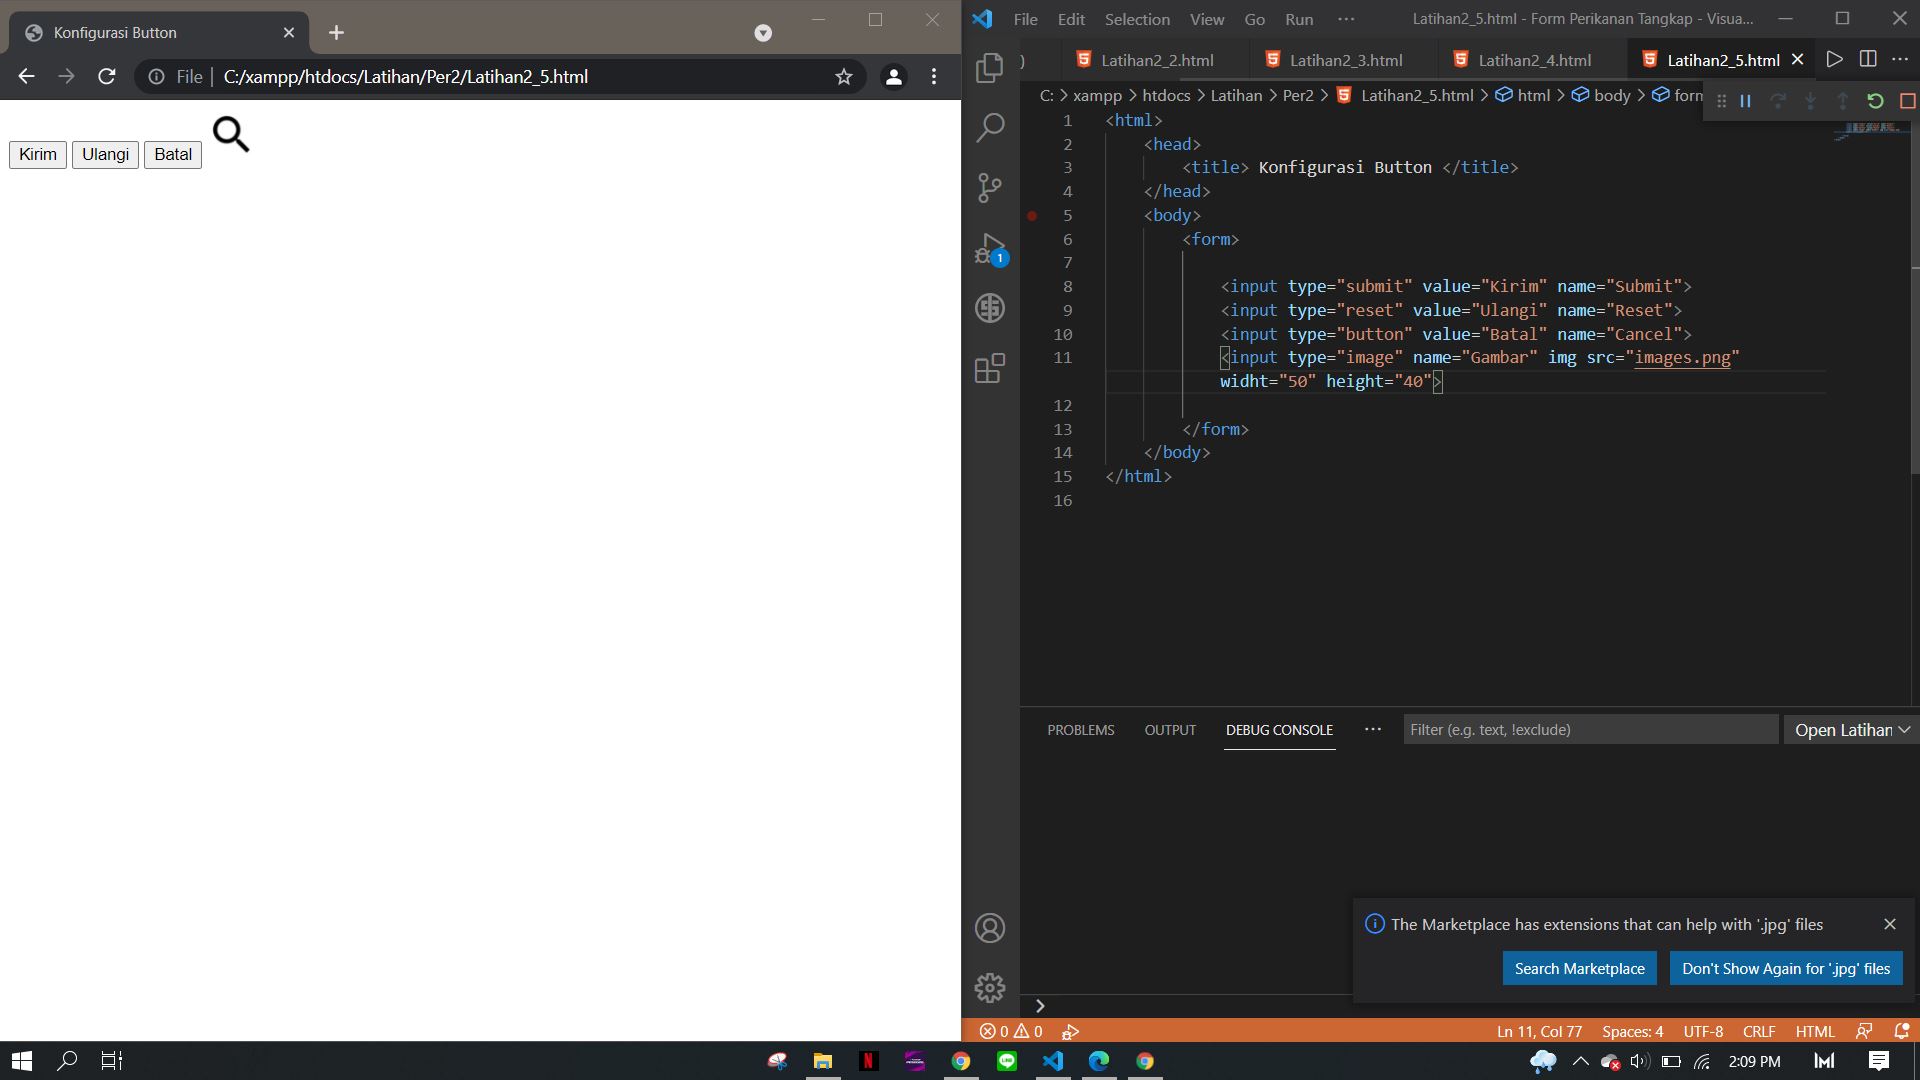 Konfigurasi Button
File
C:/xampp/htdocs/Latihan/Per2/Latihan2_5.html
Kirim
Ulangi
Batal
File Edit Selection View Go Run ···
Latihan2_5.html - Form Perikanan Tangkap - Visua...
) Latihan2_2.html Latihan2_3.html Latihan2_4.html Latihan2_5.html
C: > xampp > htdocs > Latihan > Per2 > Latihan2_5.html > html > body > form
1 <html>
2 <head>
3 <title> Konfigurasi Button </title>
4 </head>
5 <body>
6 <form>
7
8 <input type="submit" value="Kirim" name="Submit">
9 <input type="reset" value="Ulangi" name="Reset">
10 <input type="button" value="Batal" name="Cancel">
11 <input type="image" name="Gambar" img src="images.png"
widht="50" height="40">
12
13 </form>
14 </body>
15 </html>
16
1
PROBLEMS OUTPUT DEBUG CONSOLE ··· Filter (e.g. text, !exclude) Open Latihan
The Marketplace has extensions that can help with '.jpg' files
Search Marketplace
Don't Show Again for '.jpg' files
0 0
Ln 11, Col 77 Spaces: 4 UTF-8 CRLF HTML
N
2:09 PM